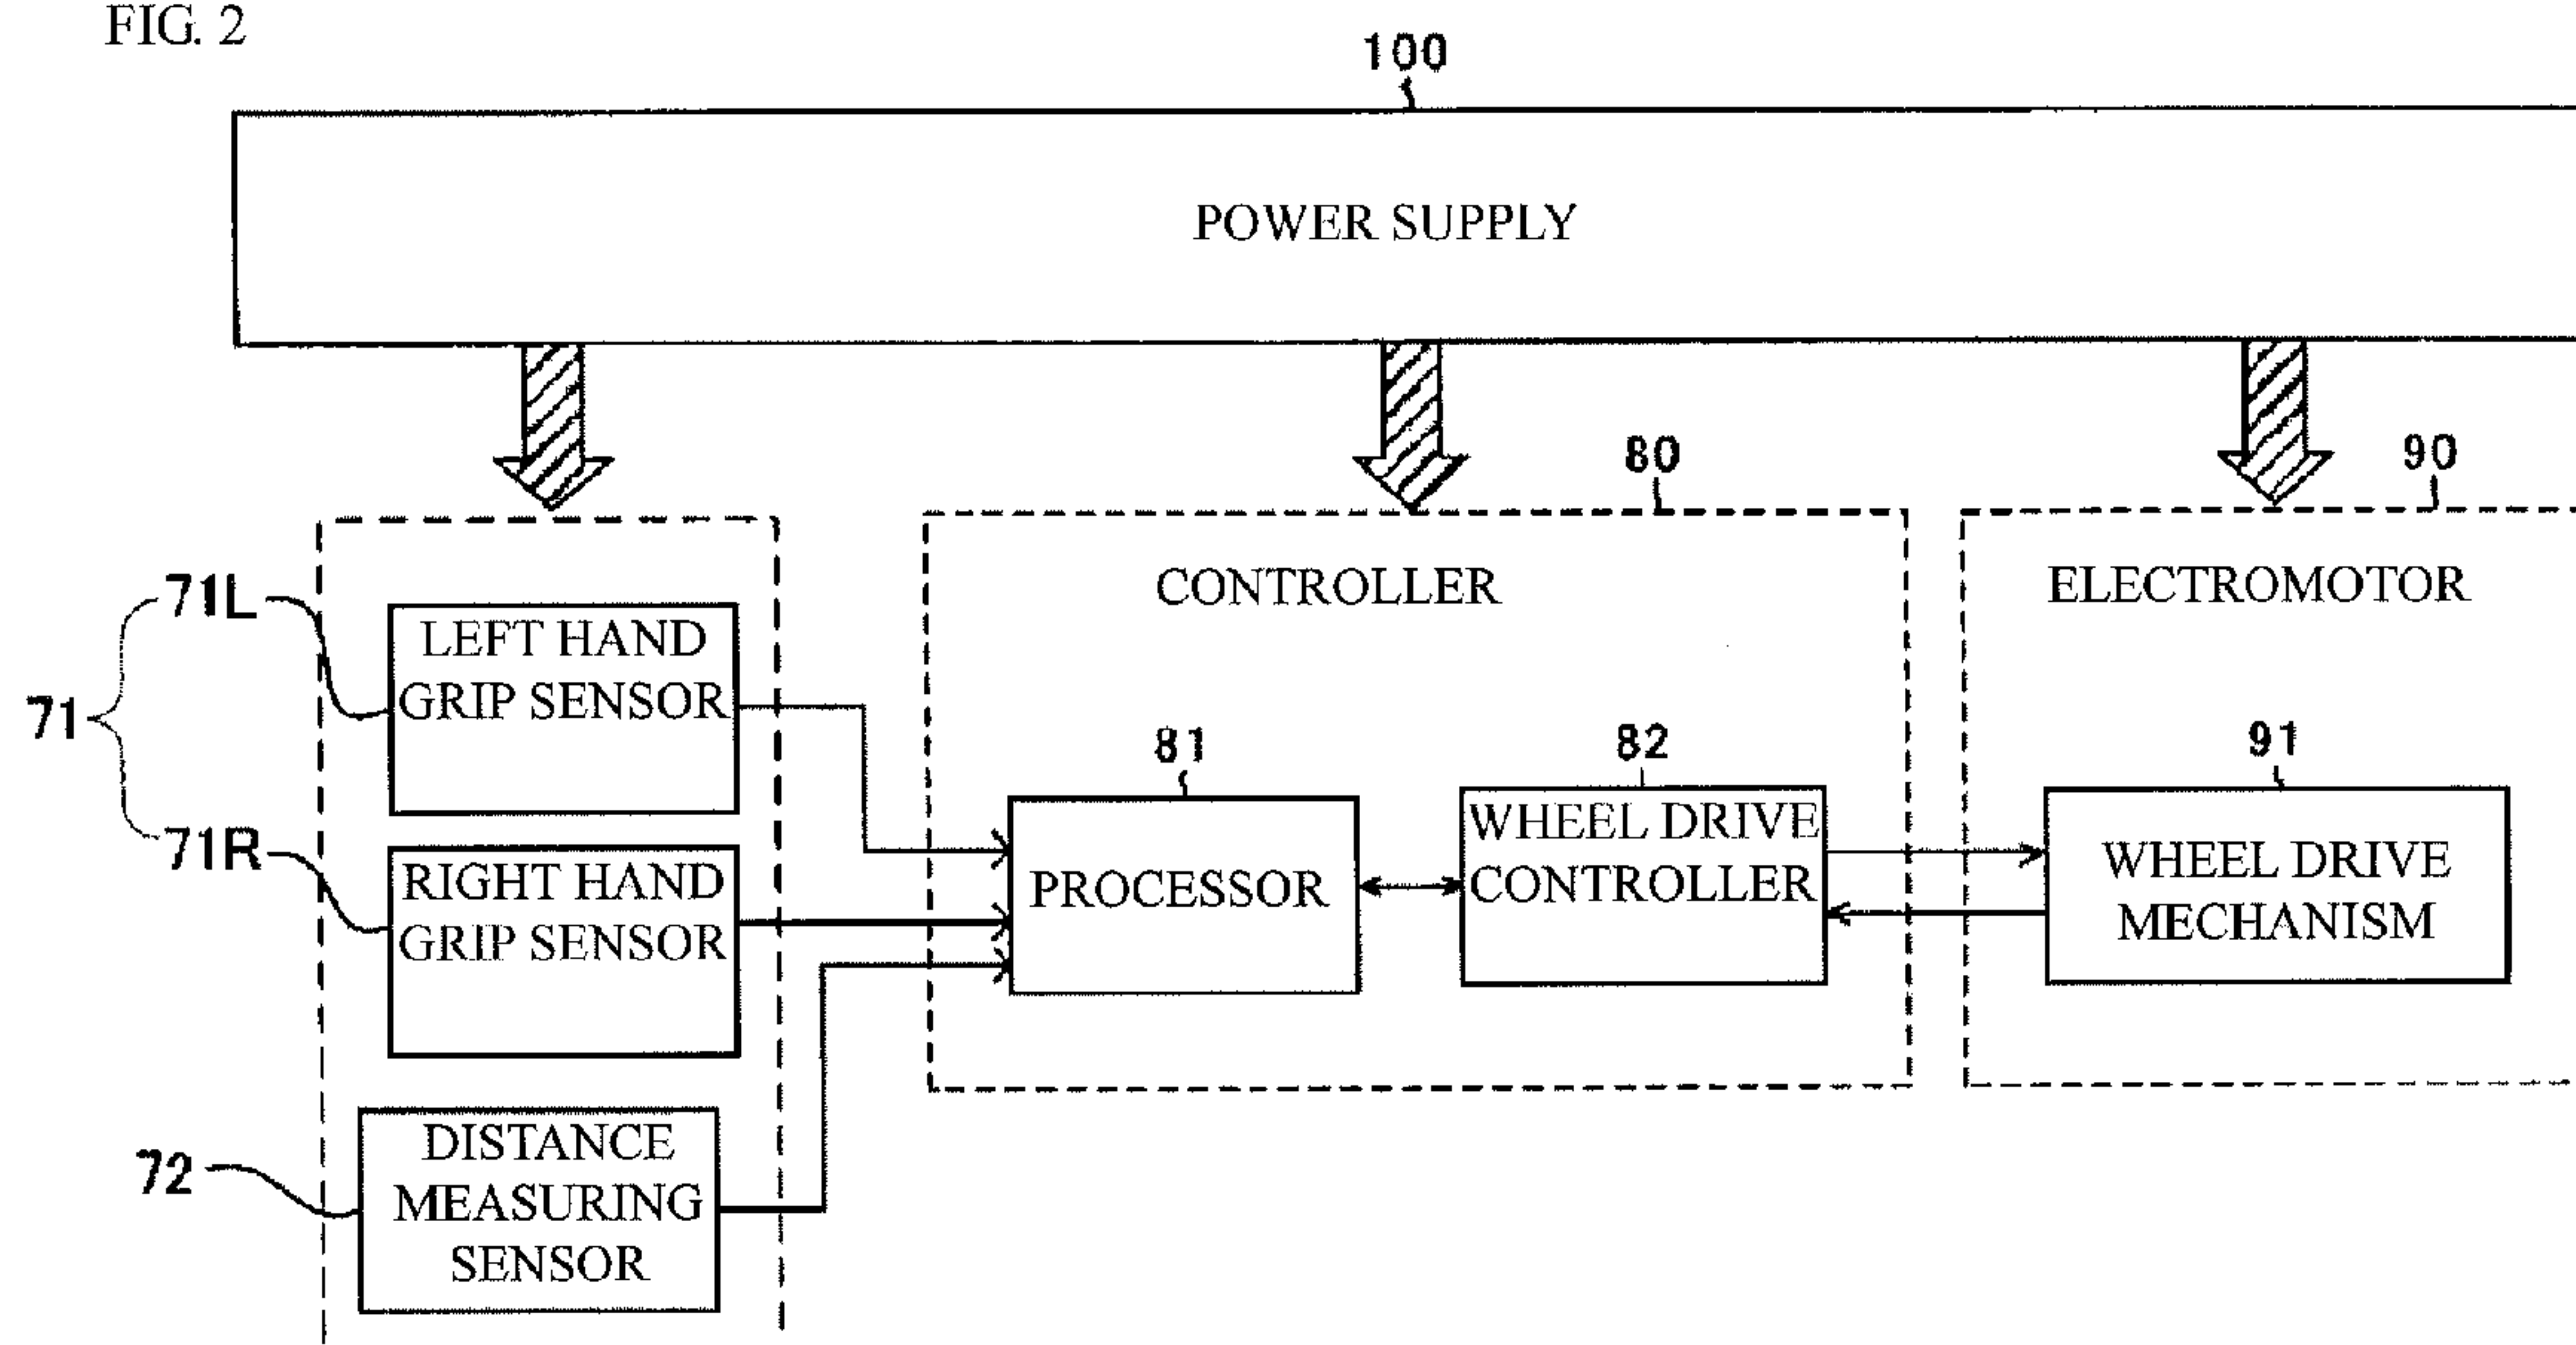 FIG. 2
100
POWER SUPPLY
80
90
CONTROLLER
ELECTROMOTOR
71L
LEFT HAND
GRIP SENSOR
71
71R
RIGHT HAND
GRIP SENSOR
81
PROCESSOR
82
WHEEL DRIVE
CONTROLLER
91
WHEEL DRIVE
MECHANISM
72
DISTANCE
MEASURING
SENSOR